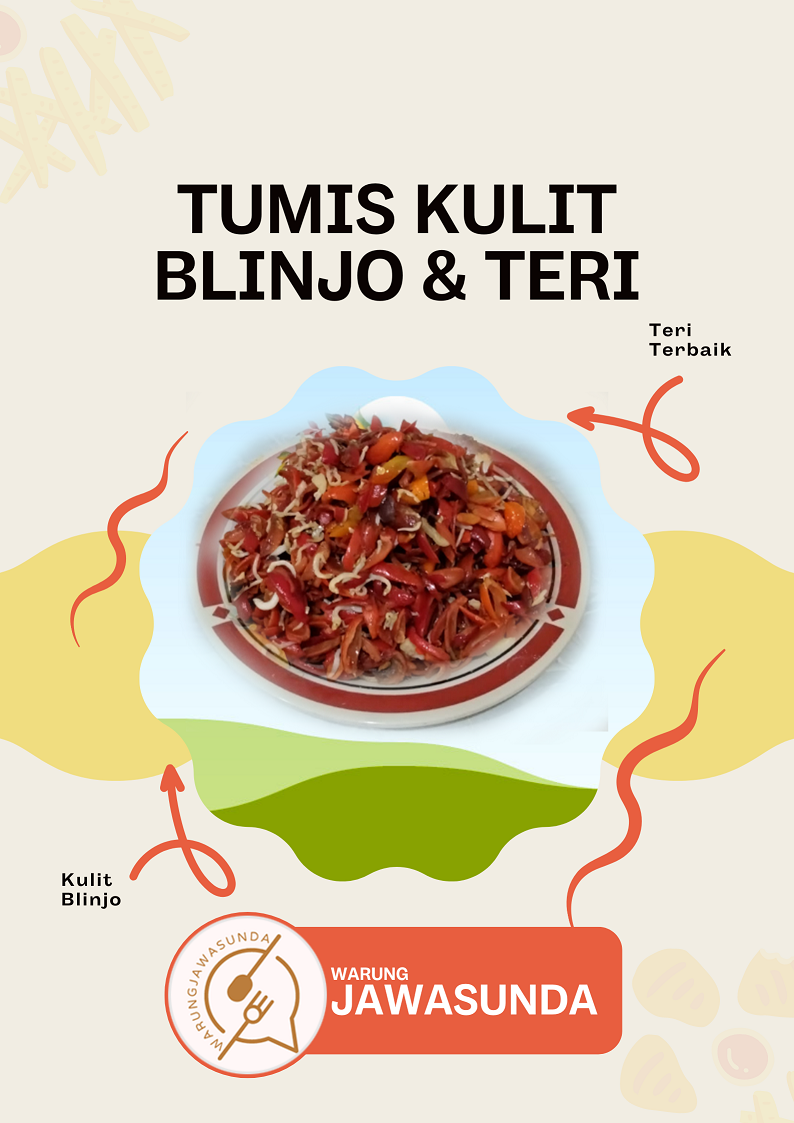 TUMIS KULIT
BLINJO & TERI
Teri
Terbaik
Kulit
Blinjo
WARUNGJAWASUNDA
WARUNG
JAWASUNDA